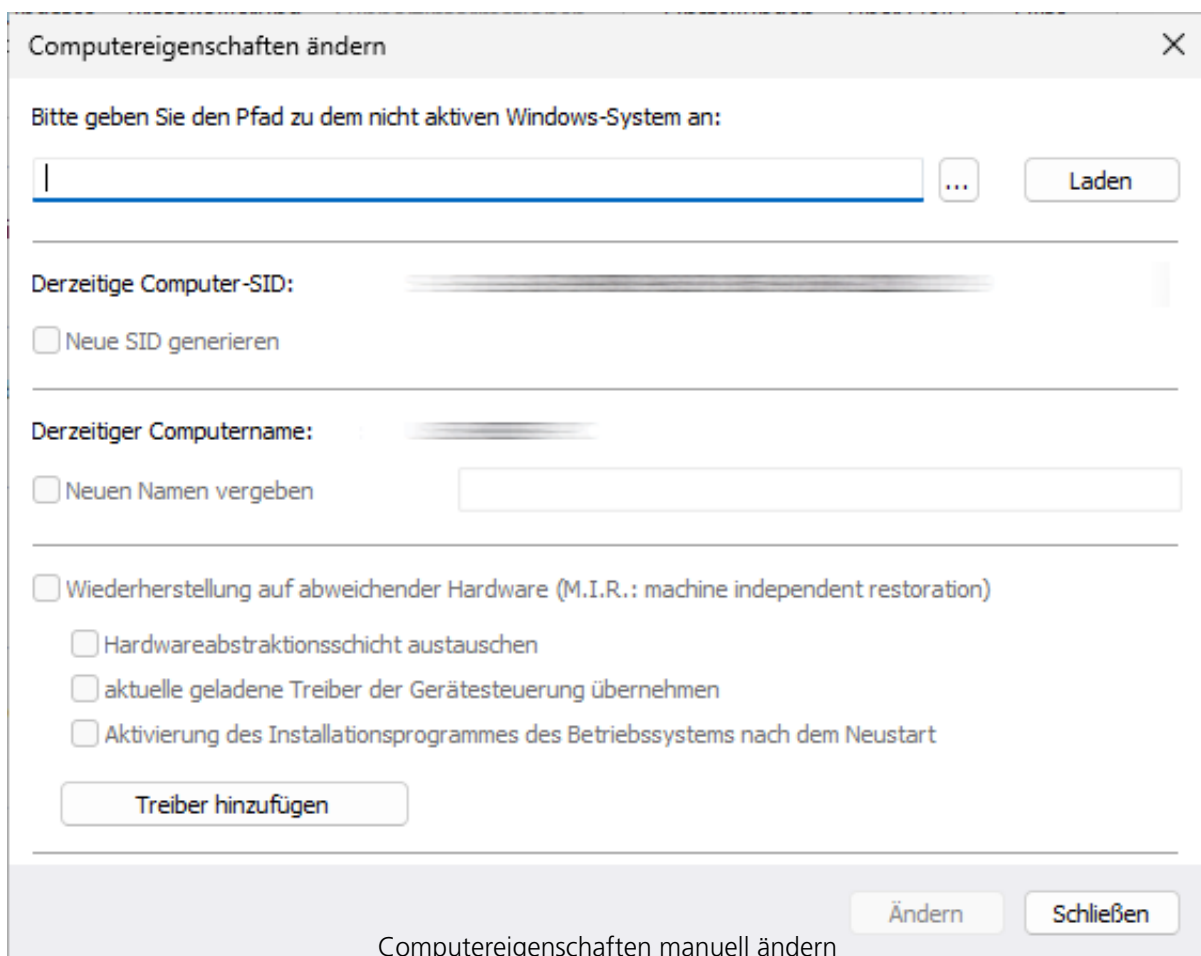 Computereigenschaften ändern
Bitte geben Sie den Pfad zu dem nicht aktiven Windows-System an:
... Laden
Derzeitige Computer-SID:
Neue SID generieren
Derzeitiger Computername:
Neuen Namen vergeben
Wiederherstellung auf abweichender Hardware (M.I.R.: machine independent restoration)
Hardwareabstraktionsschicht austauschen
aktuelle geladene Treiber der Gerätesteuerung übernehmen
Aktivierung des Installationsprogrammes des Betriebssystems nach dem Neustart
Treiber hinzufügen
Ändern Schließen
Computereigenschaften manuell ändern